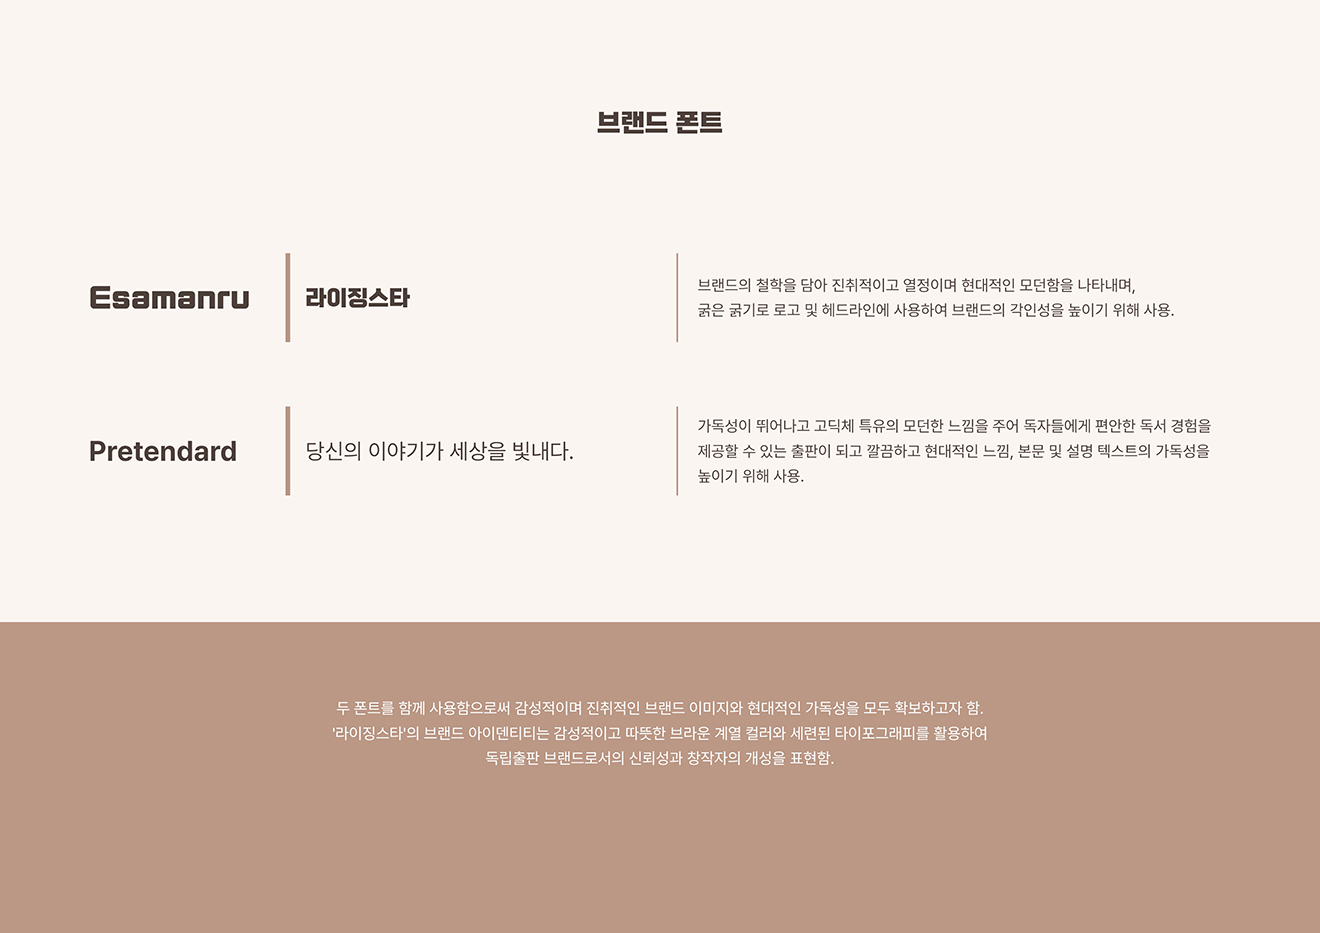 브랜드 폰트
Esamanru
라이징스타
브랜드의 철학을 담아 진취적이고 열정이며 현대적인 모던함을 나타내며,
굵은 굵기로 로고 및 헤드라인에 사용하여 브랜드의 각인성을 높이기 위해 사용.
Pretendard
당신의 이야기가 세상을 빛내다.
가독성이 뛰어나고 고딕체 특유의 모던한 느낌을 주어 독자들에게 편안한 독서 경험을
제공할 수 있는 출판이 되고 깔끔하고 현대적인 느낌, 본문 및 설명 텍스트의 가독성을
높이기 위해 사용.
두 폰트를 함께 사용함으로써 감성적이며 진취적인 브랜드 이미지와 현대적인 가독성을 모두 확보하고자 함.
'라이징스타'의 브랜드 아이덴티티는 감성적이고 따뜻한 브라운 계열 컬러와 세련된 타이포그래피를 활용하여
독립출판 브랜드로서의 신뢰성과 창작자의 개성을 표현함.